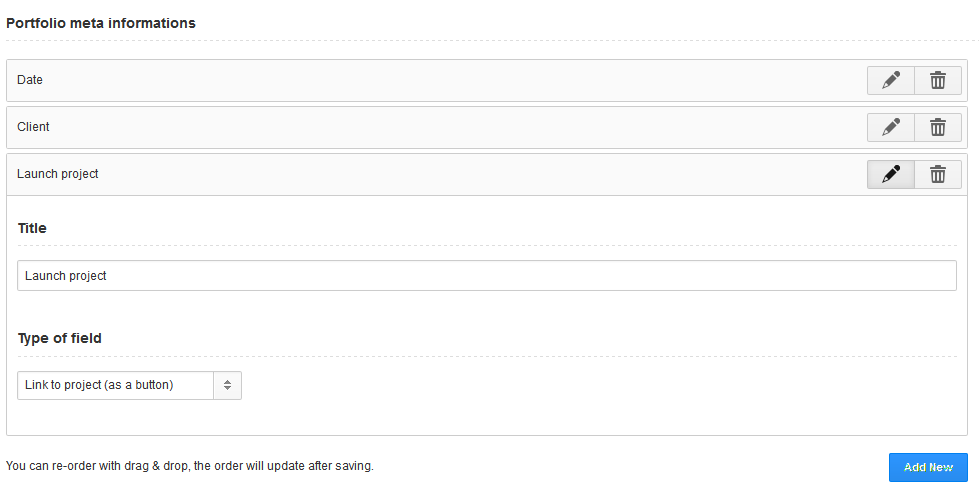 Portfolio meta informations
Date
Client
Launch project
Title
Launch project
Type of field
Link to project (as a button)
You can re-order with drag & drop, the order will update after saving.
Add New